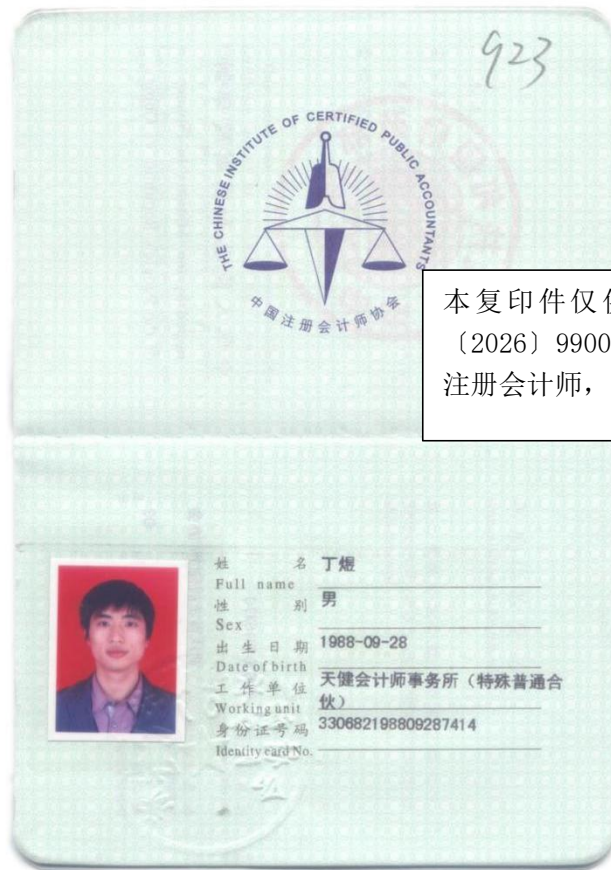 923
THE CHINESE INSTITUTE OF CERTIFIED PUBLIC ACCOUNTANTS
中国注册会计师协会
本复印件仅
〔2026〕9900
注册会计师，
姓 名 丁煜
Full name
性 别 男
Sex
出生日期 1988-09-28
Date of birth
工作单位 天健会计师事务所（特殊普通合
Working unit 伙）
身份证号码 330682198809287414
Identity card No.